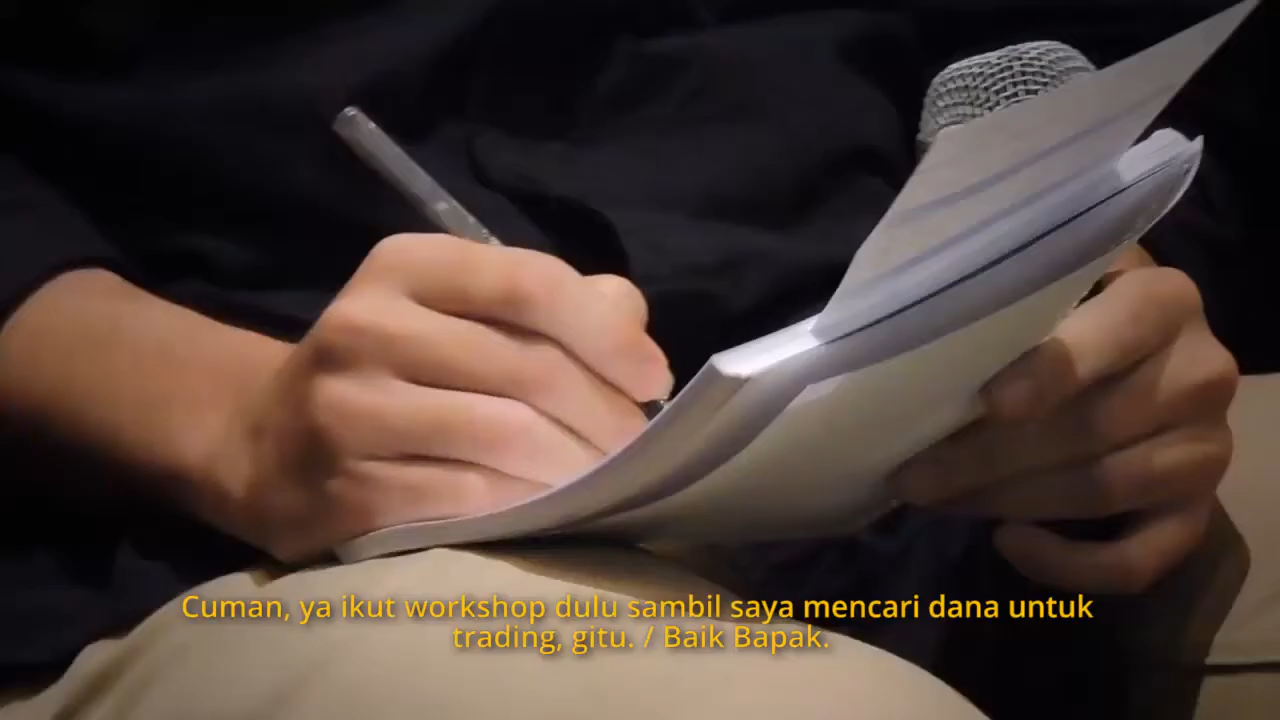 Cuman, ya ikut workshop dulu sambil saya mencari dana untuk
trading, gitu. / Baik Bapak.